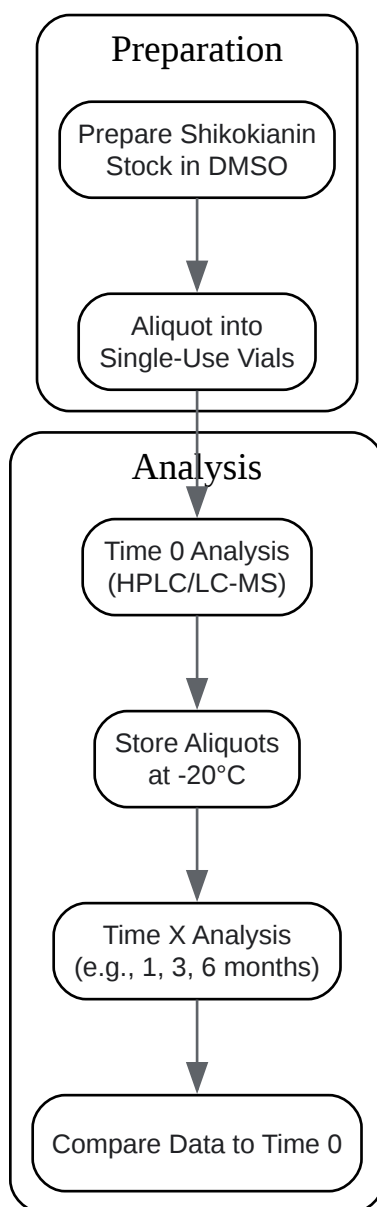 Preparation
Prepare Shikokianin
Stock in DMSO
Aliquot into
Single-Use Vials
Analysis
Time 0 Analysis
(HPLC/LC-MS)
Store Aliquots
at -20°C
Time X Analysis
(e.g., 1, 3, 6 months)
Compare Data to Time 0